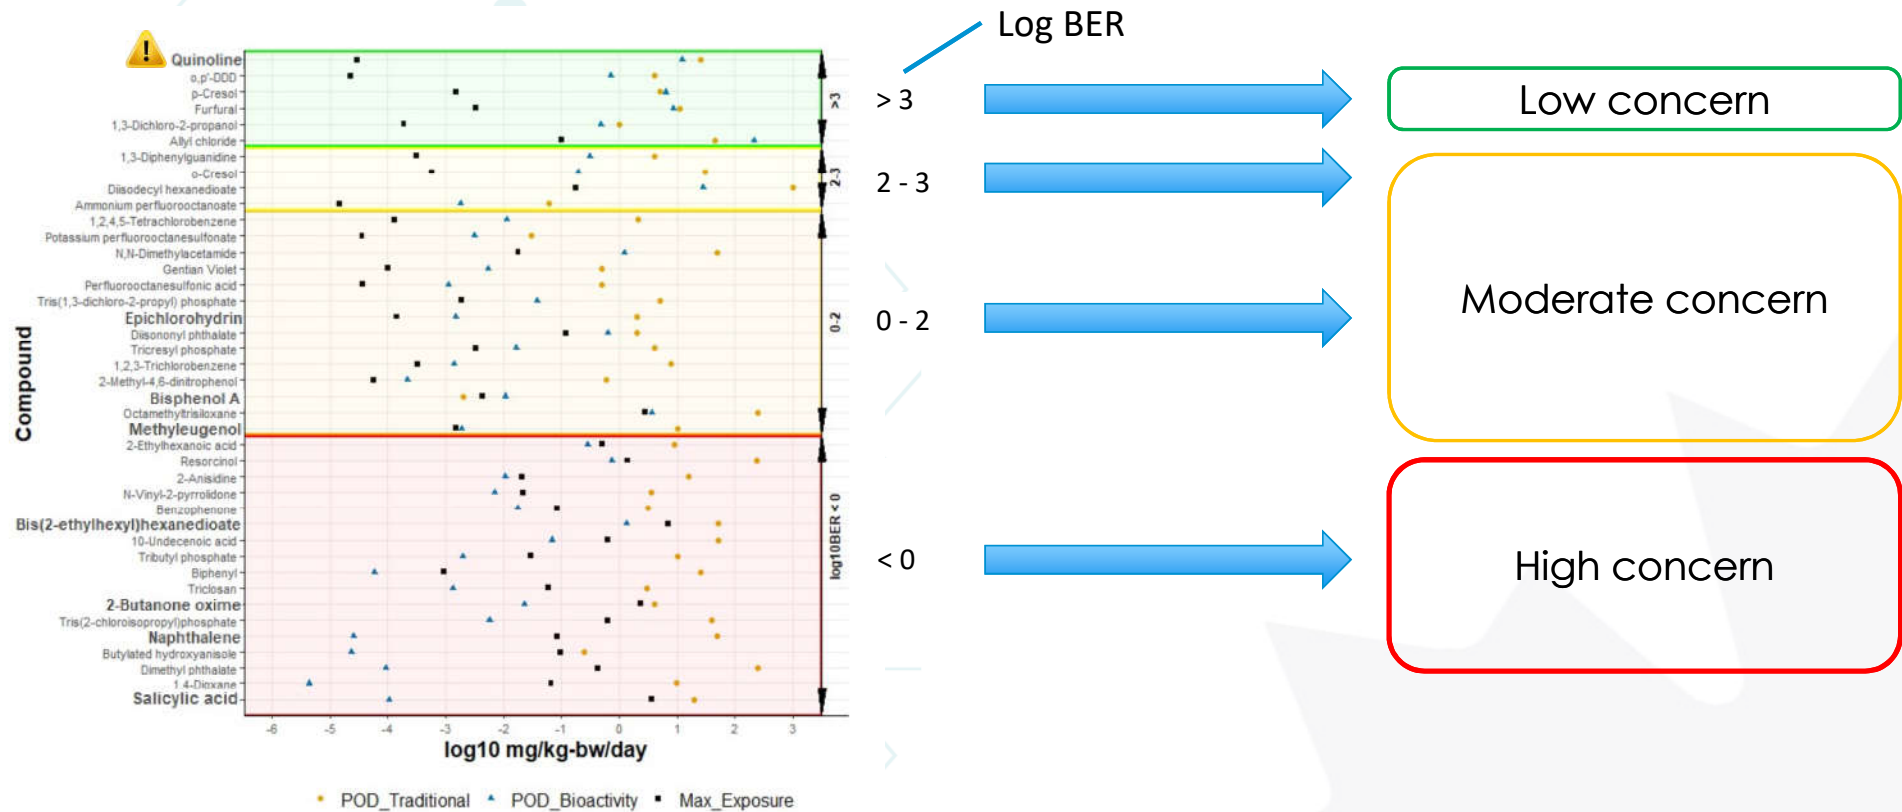 Log BER
Quinoline
o,p'-DDD
p-Cresol
Furfural
1,3-Dichloro-2-propanol
Allyl chloride
1,3-Diphenylguanidine
o-Cresol
Diisodecyl hexanedioate
Ammonium perfluorooctanoate
1,2,4,5-Tetrachlorobenzene
Potassium perfluorooctanesulfonate
N,N-Dimethylacetamide
Gentian Violet
Perfluorooctanesulfonic acid
Tris(1,3-dichloro-2-propyl) phosphate
Epichlorohydrin
Diisononyl phthalate
Tricresyl phosphate
1,2,3-Trichlorobenzene
2-Methyl-4,6-dinitrophenol
Bisphenol A
Octamethyltrisiloxane
Methyleugenol
2-Ethylhexanoic acid
Resorcinol
2-Anisidine
N-Vinyl-2-pyrrolidone
Benzophenone
Bis(2-ethylhexyl)hexanedioate
10-Undecenoic acid
Tributyl phosphate
Biphenyl
Triclosan
2-Butanone oxime
Tris(2-chloroisopropyl)phosphate
Naphthalene
Butylated hydroxyanisole
Dimethyl phthalate
1,4-Dioxane
Salicylic acid
Compound
-6 -5 -4 -3 -2 -1 0 1 2 3
log10 mg/kg-bw/day
POD_Traditional POD_Bioactivity Max_Exposure
>3
2-3
0-2
log10BER < 0
> 3
2 - 3
0 - 2
< 0
Low concern
Moderate concern
High concern